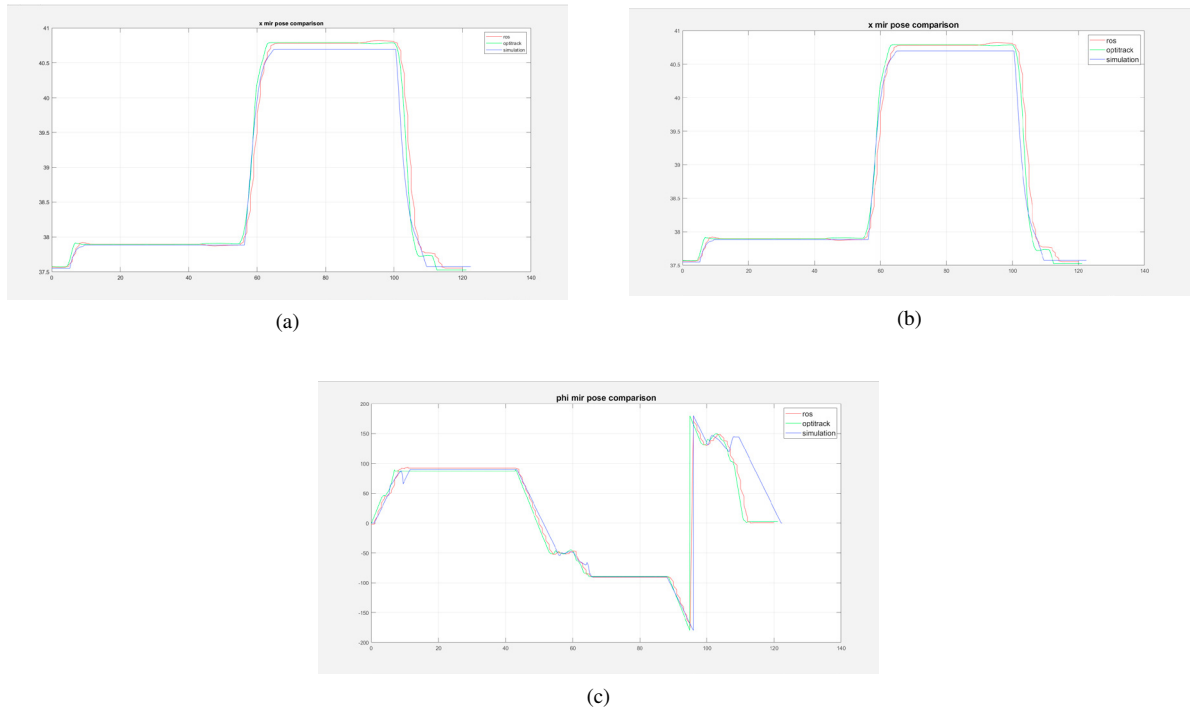 x mir pose comparison
ros
optitrack
simulation
41
40.5
40
39.5
39
38.5
38
37.5
0 20 40 60 80 100 120 140
(a)
x mir pose comparison
ros
optitrack
simulation
41
40.5
40
39.5
39
38.5
38
37.5
0 20 40 60 80 100 120 140
(b)
phi mir pose comparison
ros
optitrack
simulation
200
150
100
50
0
-50
-100
-150
-200
0 20 40 60 80 100 120 140
(c)